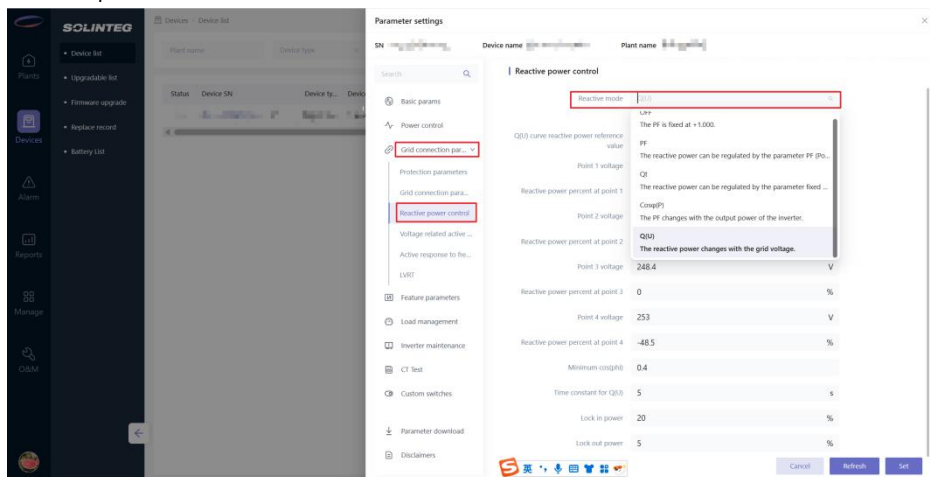 SOLINTEG
Plants
Devices
Alarm
Reports
Manage
O&M
Device list
Upgradable list
Firmware upgrade
Replace record
Battery List
Devices - Device list
Plant name
Device type
Status Device SN Device ty... Devic
Parameter settings
SN Device name Plant name
Search
Basic params
Power control
Grid connection par...
Protection parameters
Grid connection para...
Reactive power control
Voltage related active ...
Active response to fre...
LVRT
Feature parameters
Load management
Inverter maintenance
CT Test
Custom switches
Parameter download
Disclaimers
Reactive power control
Reactive mode Q(U)
OFF
The PF is fixed at +1.000.
PF
The reactive power can be regulated by the parameter PF (Po...
Qt
The reactive power can be regulated by the parameter fixed ...
Cosφ(P)
The PF changes with the output power of the inverter.
Q(U)
The reactive power changes with the grid voltage.
Q(U) curve reactive power reference
value
Point 1 voltage
Reactive power percent at point 1
Point 2 voltage
Reactive power percent at point 2
Point 3 voltage 248.4 V
Reactive power percent at point 3 0 %
Point 4 voltage 253 V
Reactive power percent at point 4 -48.5 %
Minimum cos(phi) 0.4
Time constant for Q(U) 5 s
Lock in power 20 %
Lock out power 5 %
英
Cancel Refresh Set